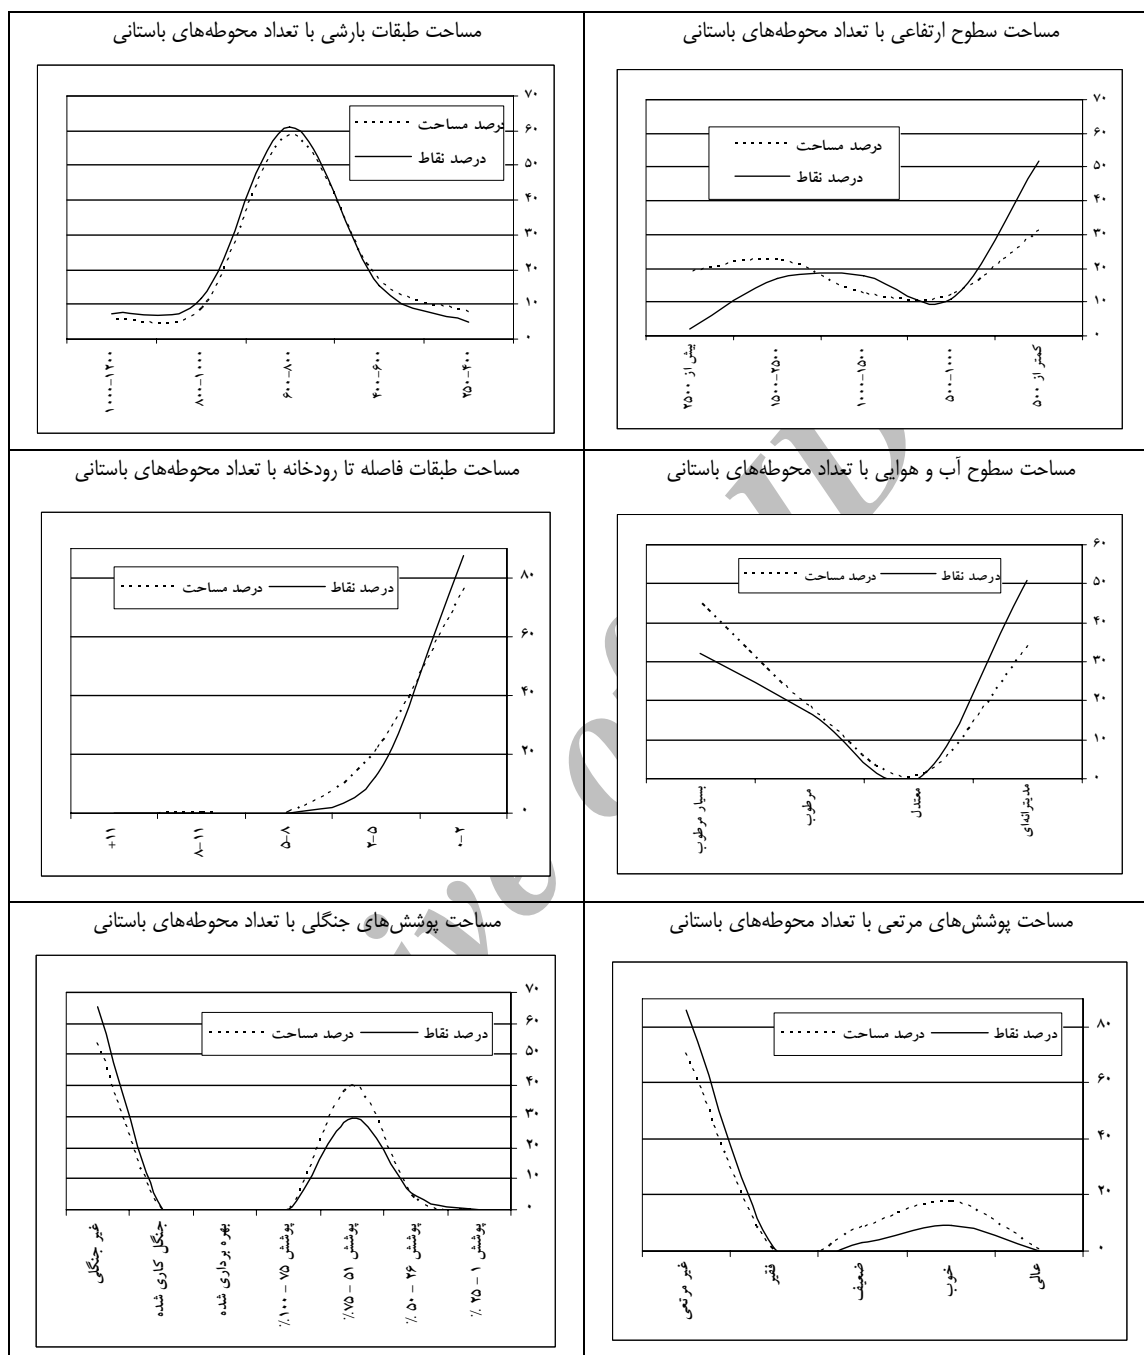 مساحت سطوح ارتفاعی با تعداد محوطه‌های باستانی
۷۰
۶۰
۵۰
۴۰
۳۰
۲۰
۱۰
۰
درصد مساحت
درصد نقاط
کمتر از ۵۰۰
۵۰۰-۱۰۰۰
۱۰۰۰-۱۵۰۰
۱۵۰۰-۲۵۰۰
بیش از ۲۵۰۰
مساحت طبقات بارشی با تعداد محوطه‌های باستانی
۷۰
۶۰
۵۰
۴۰
۳۰
۲۰
۱۰
۰
درصد مساحت
درصد نقاط
۲۵۰-۴۰۰
۴۰۰-۶۰۰
۶۰۰-۸۰۰
۸۰۰-۱۰۰۰
۱۰۰۰-۱۲۰۰
مساحت سطوح آب و هوایی با تعداد محوطه‌های باستانی
۶۰
۵۰
۴۰
۳۰
۲۰
۱۰
۰
درصد نقاط درصد مساحت
مدیترانه‌ای
معتدل
مرطوب
بسیار مرطوب
مساحت طبقات فاصله تا رودخانه با تعداد محوطه‌های باستانی
۸۰
۶۰
۴۰
۲۰
۰
درصد نقاط درصد مساحت
۰-۲
۲-۵
۵-۸
۸-۱۱
+۱۱
مساحت پوشش‌های مرتعی با تعداد محوطه‌های باستانی
۸۰
۶۰
۴۰
۲۰
۰
درصد نقاط درصد مساحت
عالی
خوب
ضعیف
فقیر
غیر مرتعی
مساحت پوشش‌های جنگلی با تعداد محوطه‌های باستانی
۷۰
۶۰
۵۰
۴۰
۳۰
۲۰
۱۰
۰
درصد نقاط درصد مساحت
پوشش ۱ - ۲۵ %
پوشش ۲۶ - ۵۰ %
پوشش ۵۱ - ۷۵%
پوشش ۷۵ - ۱۰۰%
بهره برداری شده
جنگل کاری شده
غیر جنگلی